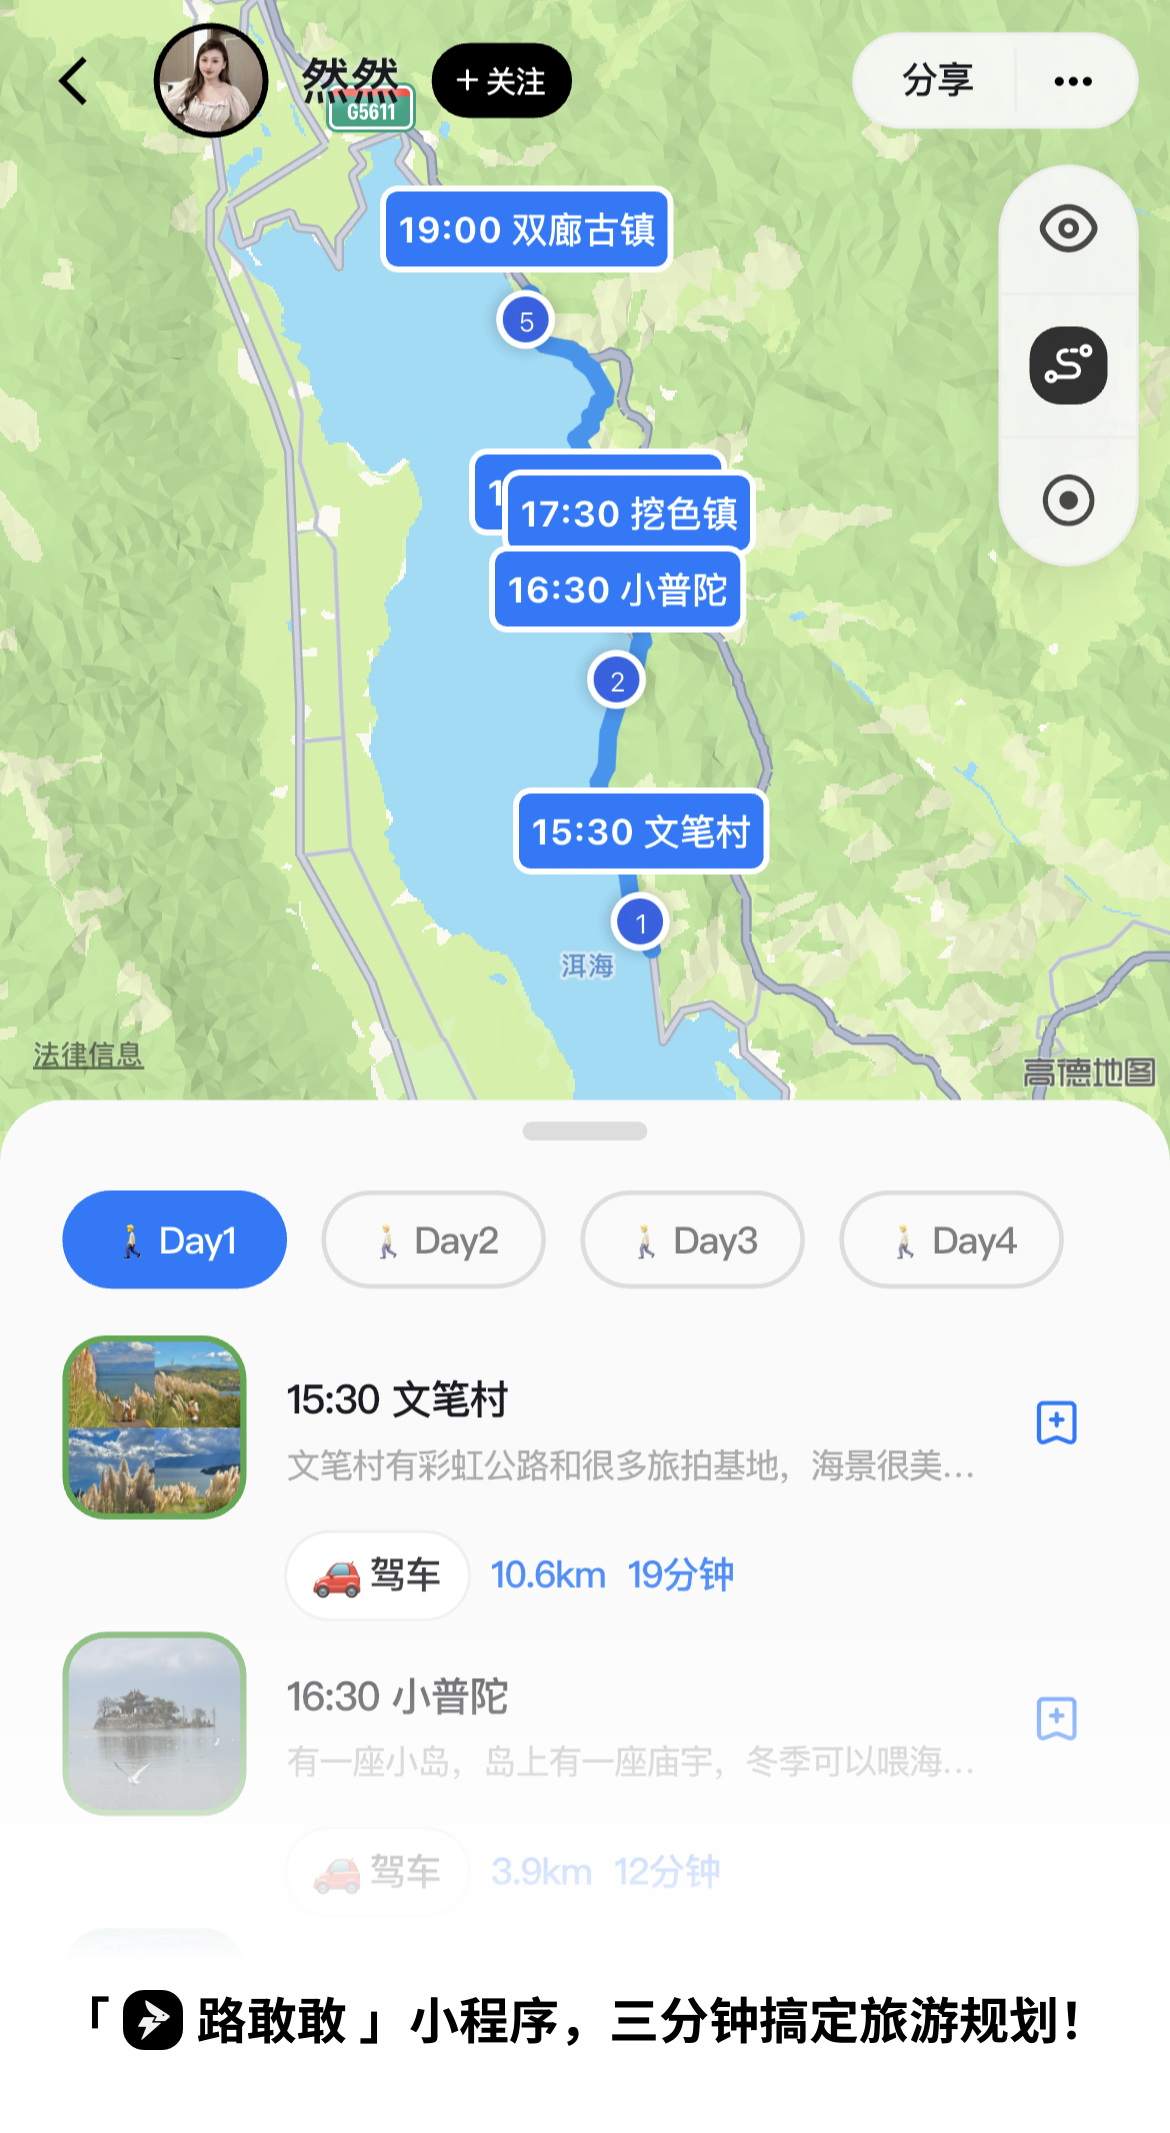 然然
+ 关注
分享
G5611
19:00 双廊古镇
5
1
17:30 挖色镇
16:30 小普陀
2
15:30 文笔村
1
洱海
法律信息
高德地图
Day1
Day2
Day3
Day4
15:30 文笔村
文笔村有彩虹公路和很多旅拍基地，海景很美...
驾车 10.6km 19分钟
16:30 小普陀
有一座小岛，岛上有一座庙宇，冬季可以喂海...
驾车 3.9km 12分钟
「 路敢敢 」小程序，三分钟搞定旅游规划！